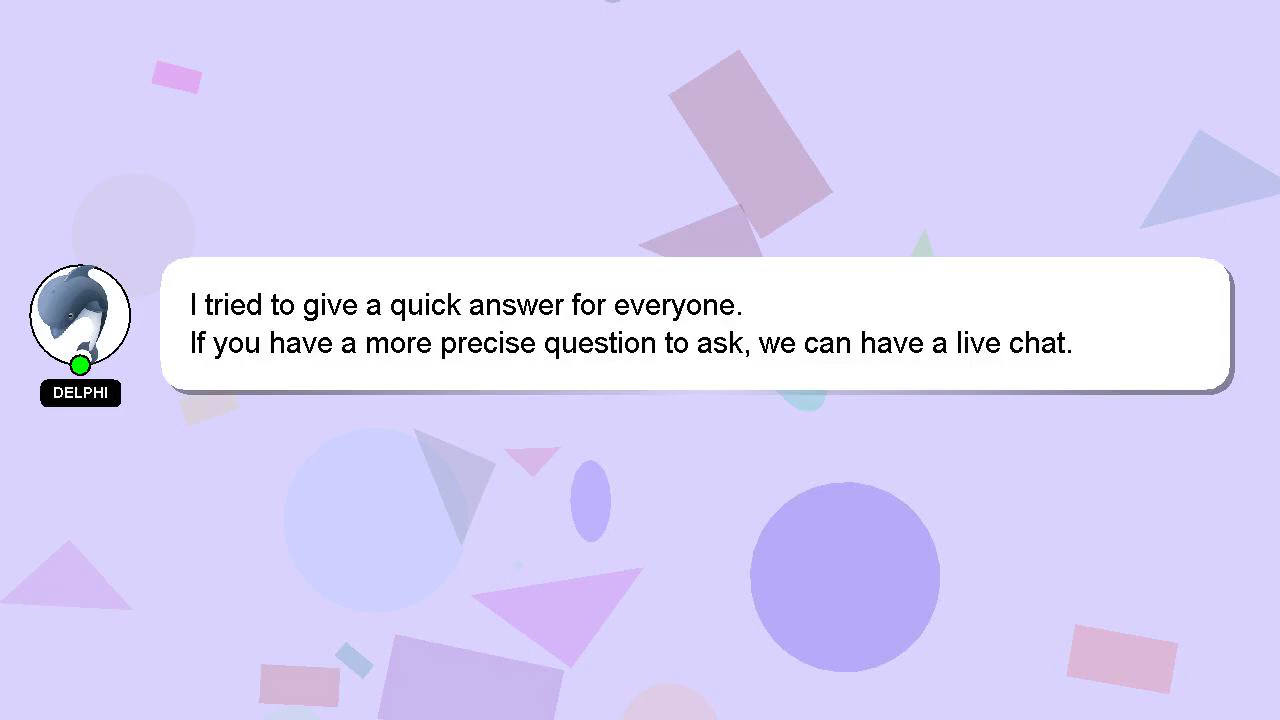 I tried to give a quick answer for everyone.
If you have a more precise question to ask, we can have a live chat.
DELPHI